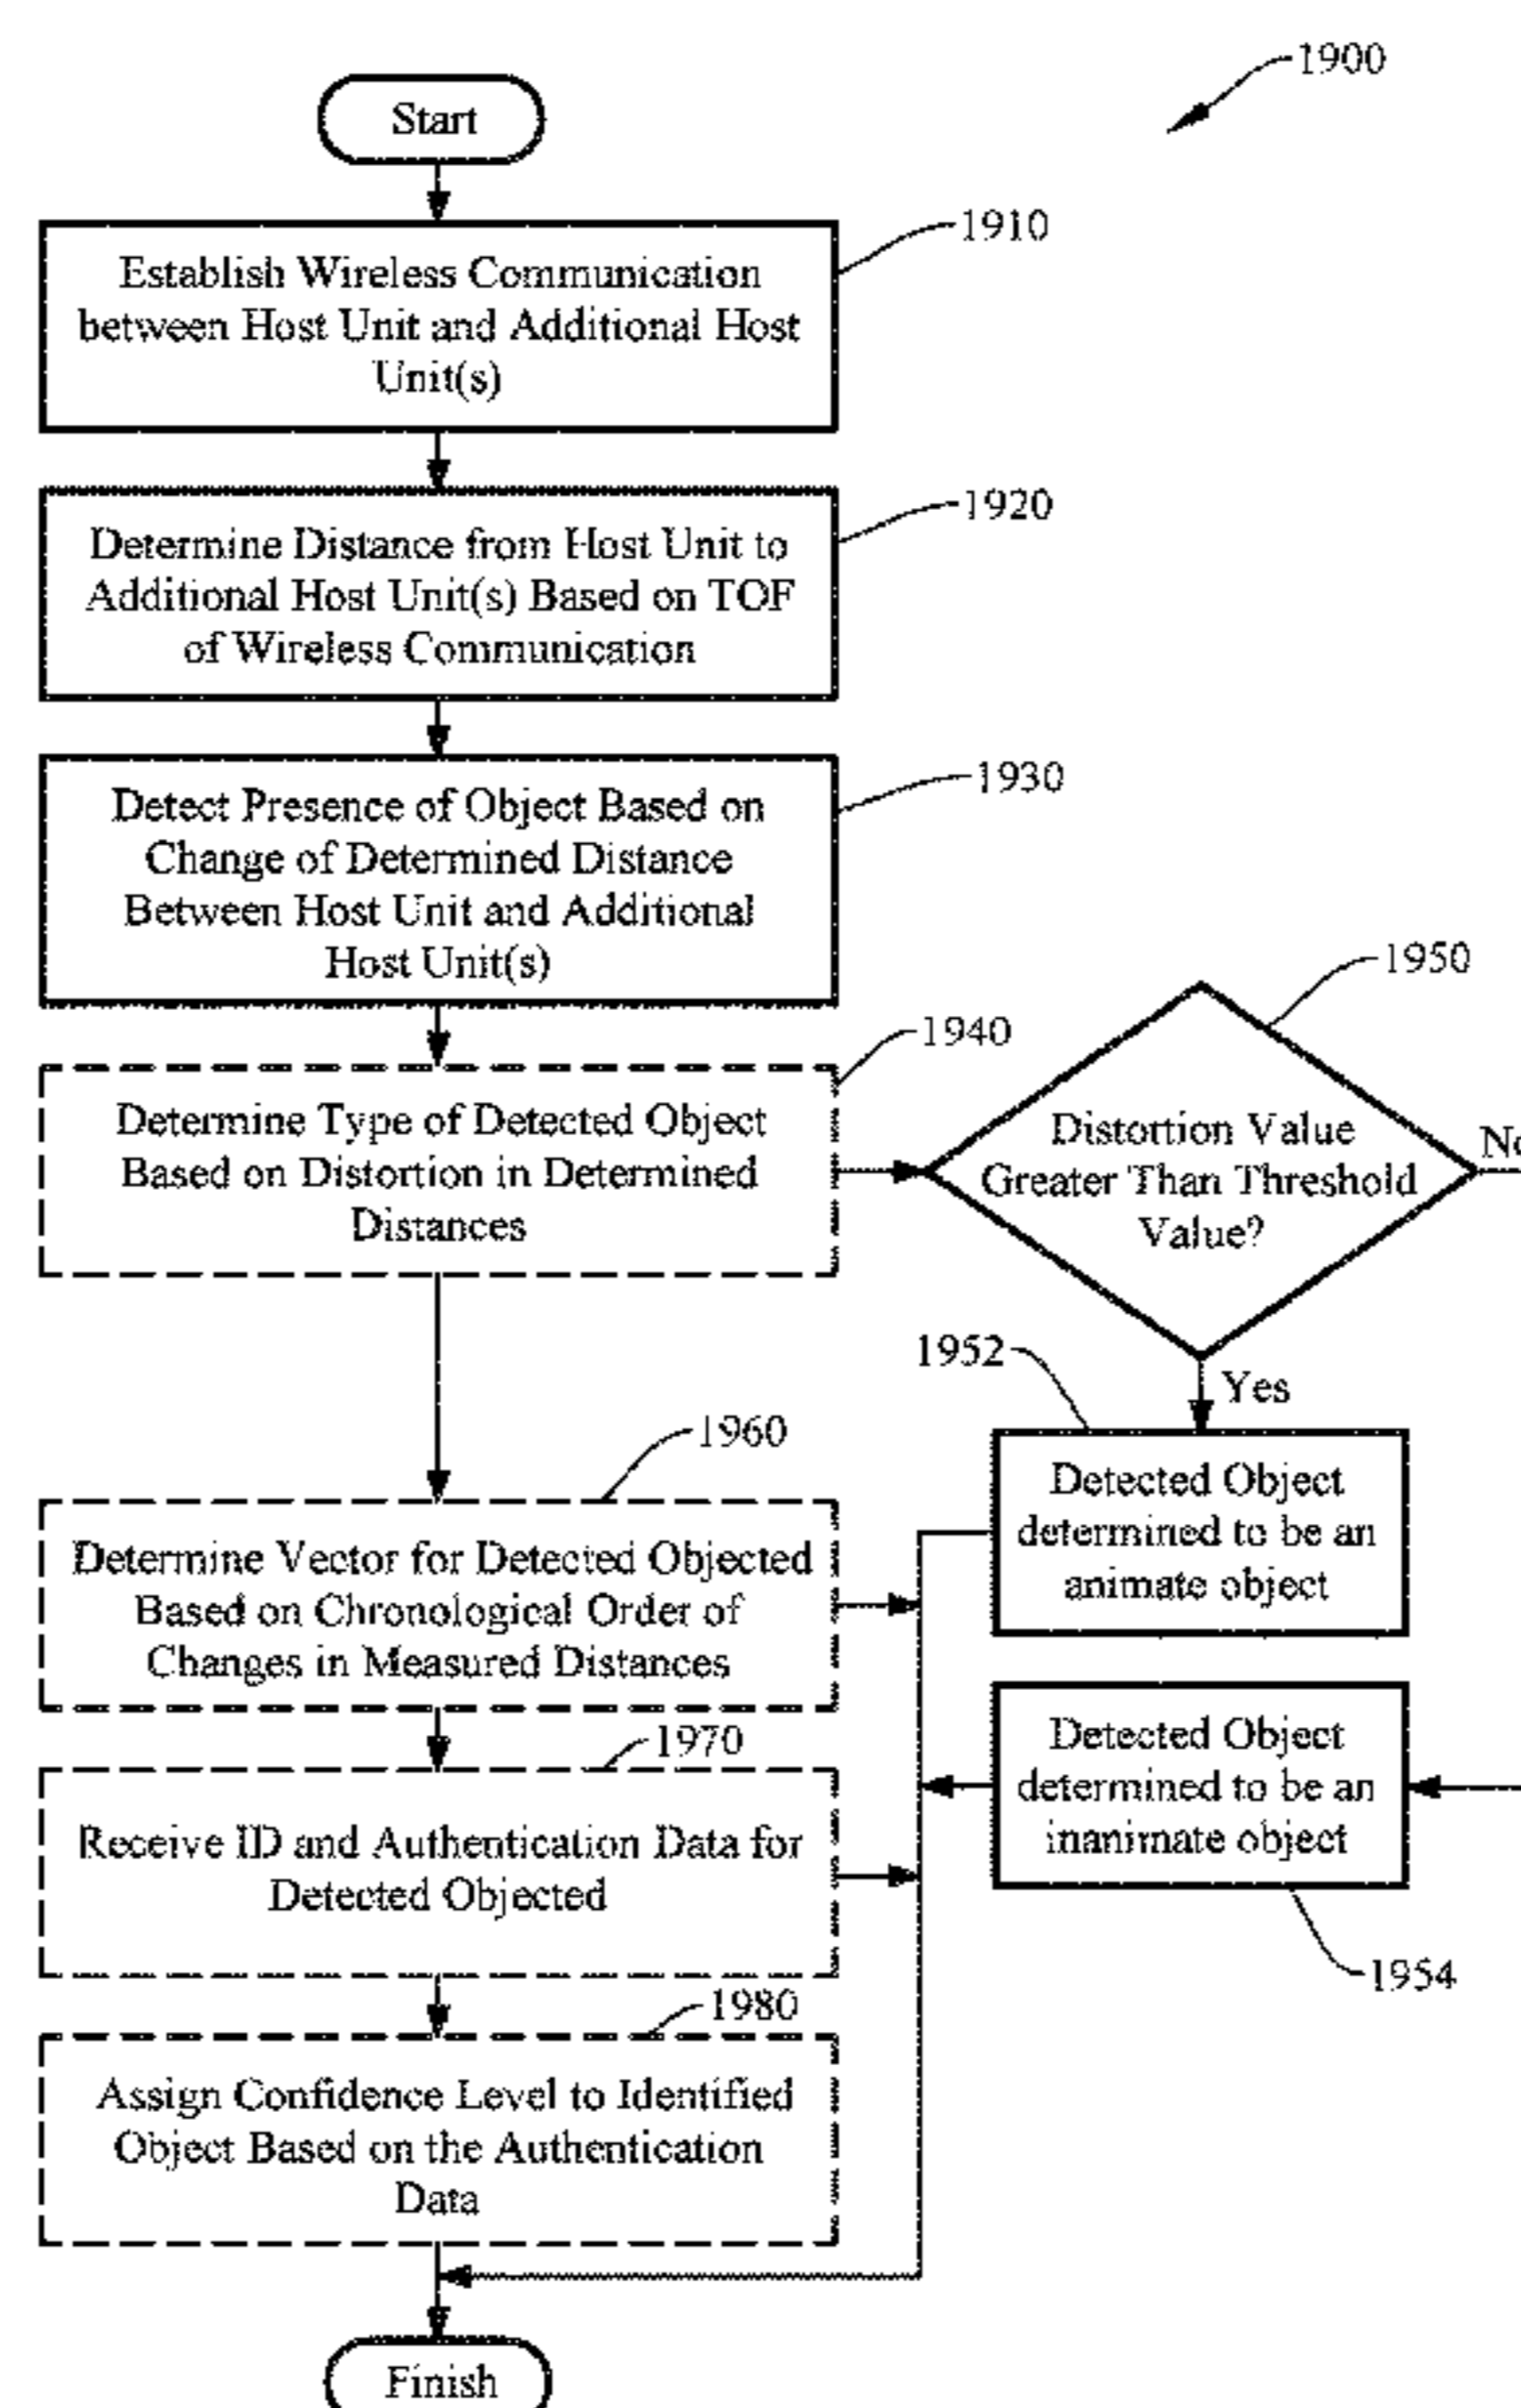 1900
Start
1910
Establish Wireless Communication
between Host Unit and Additional Host
Unit(s)
1920
Determine Distance from Host Unit to
Additional Host Unit(s) Based on TOF
of Wireless Communication
1930
Detect Presence of Object Based on
Change of Determined Distance
Between Host Unit and Additional
Host Unit(s)
1940
Determine Type of Detected Object
Based on Distortion in Determined
Distances
1950
Distortion Value
Greater Than Threshold
Value?
Yes
1952
Detected Object
determined to be an
animate object
1954
Detected Object
determined to be an
inanimate object
1960
Determine Vector for Detected Objected
Based on Chronological Order of
Changes in Measured Distances
1970
Receive ID and Authentication Data for
Detected Objected
1980
Assign Confidence Level to Identified
Object Based on the Authentication
Data
Finish